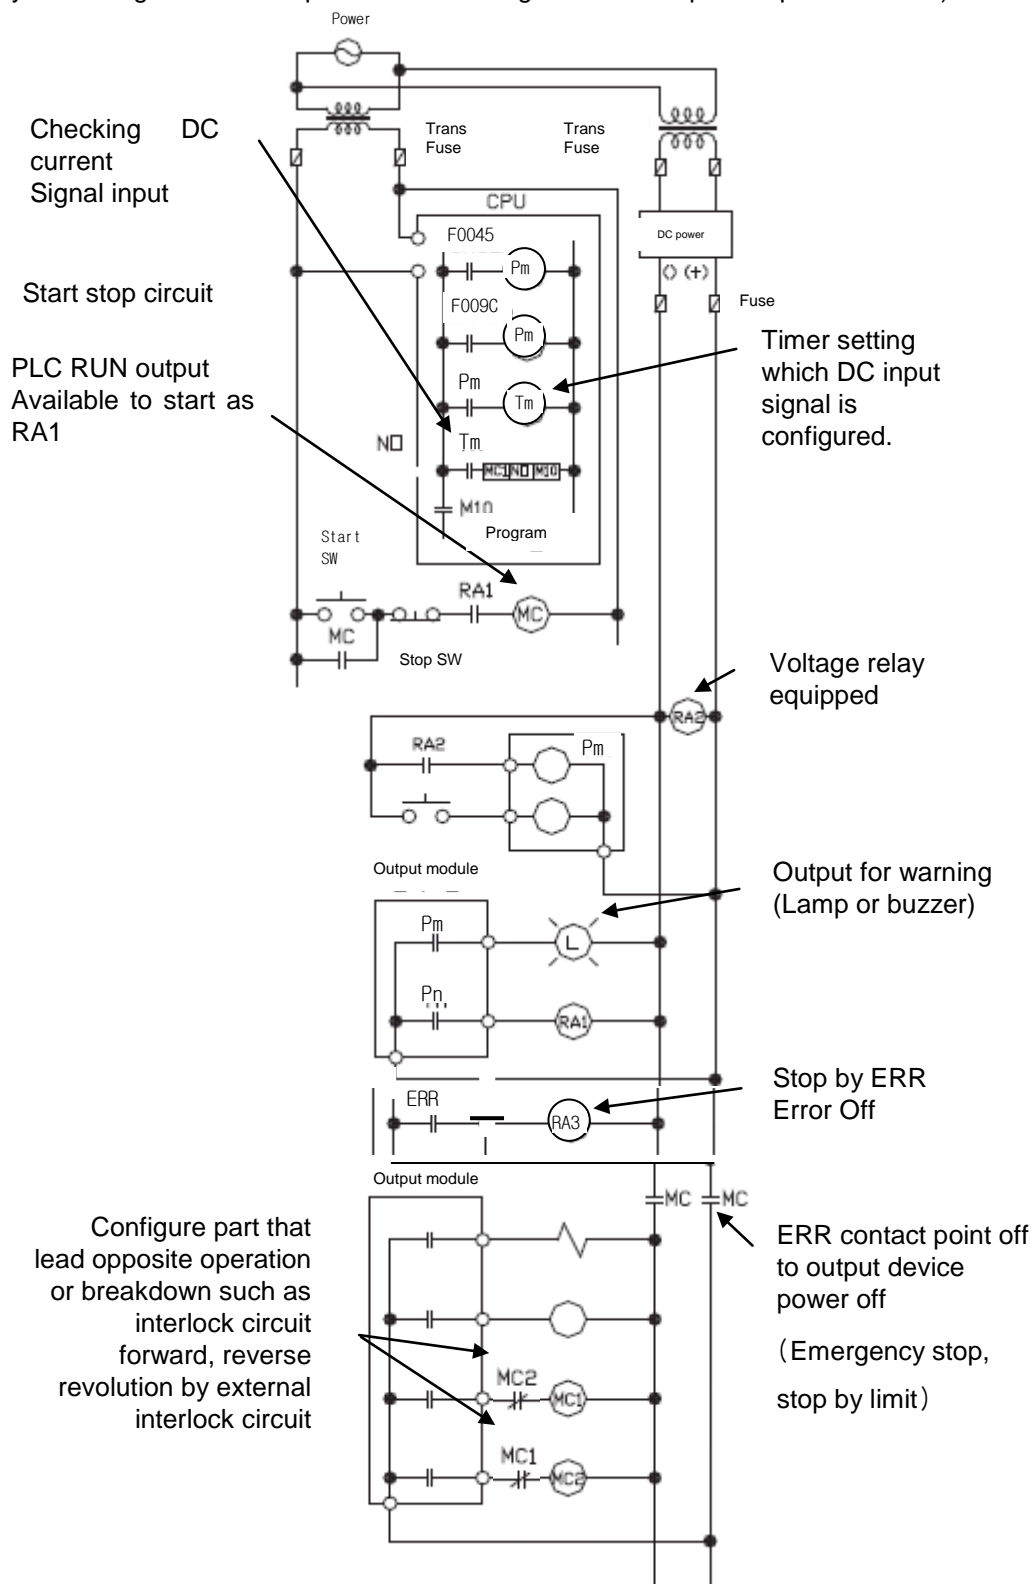 Power
Checking DC
current
Signal input
Trans
Fuse
Trans
Fuse
CPU
F0045
Pm
DC power
(+)
Fuse
Start stop circuit
F009C
Pm
PLC RUN output
Available to start as
RA1
Timer setting
which DC input
signal is
configured.
Pm
Tm
Tm
MC1 M10
M10
Program
Start
SW
RA1
MC
MC
Stop SW
Voltage relay
equipped
RA2
RA2
Pm
Output module
Output for warning
(Lamp or buzzer)
Pm
L
Pn
RA1
Stop by ERR
Error Off
ERR
RA3
Output module
MC
MC
Configure part that
lead opposite operation
or breakdown such as
interlock circuit
forward, reverse
revolution by external
interlock circuit
ERR contact point off
to output device
power off
(Emergency stop,
stop by limit)
MC2
MC1
MC1
MC2